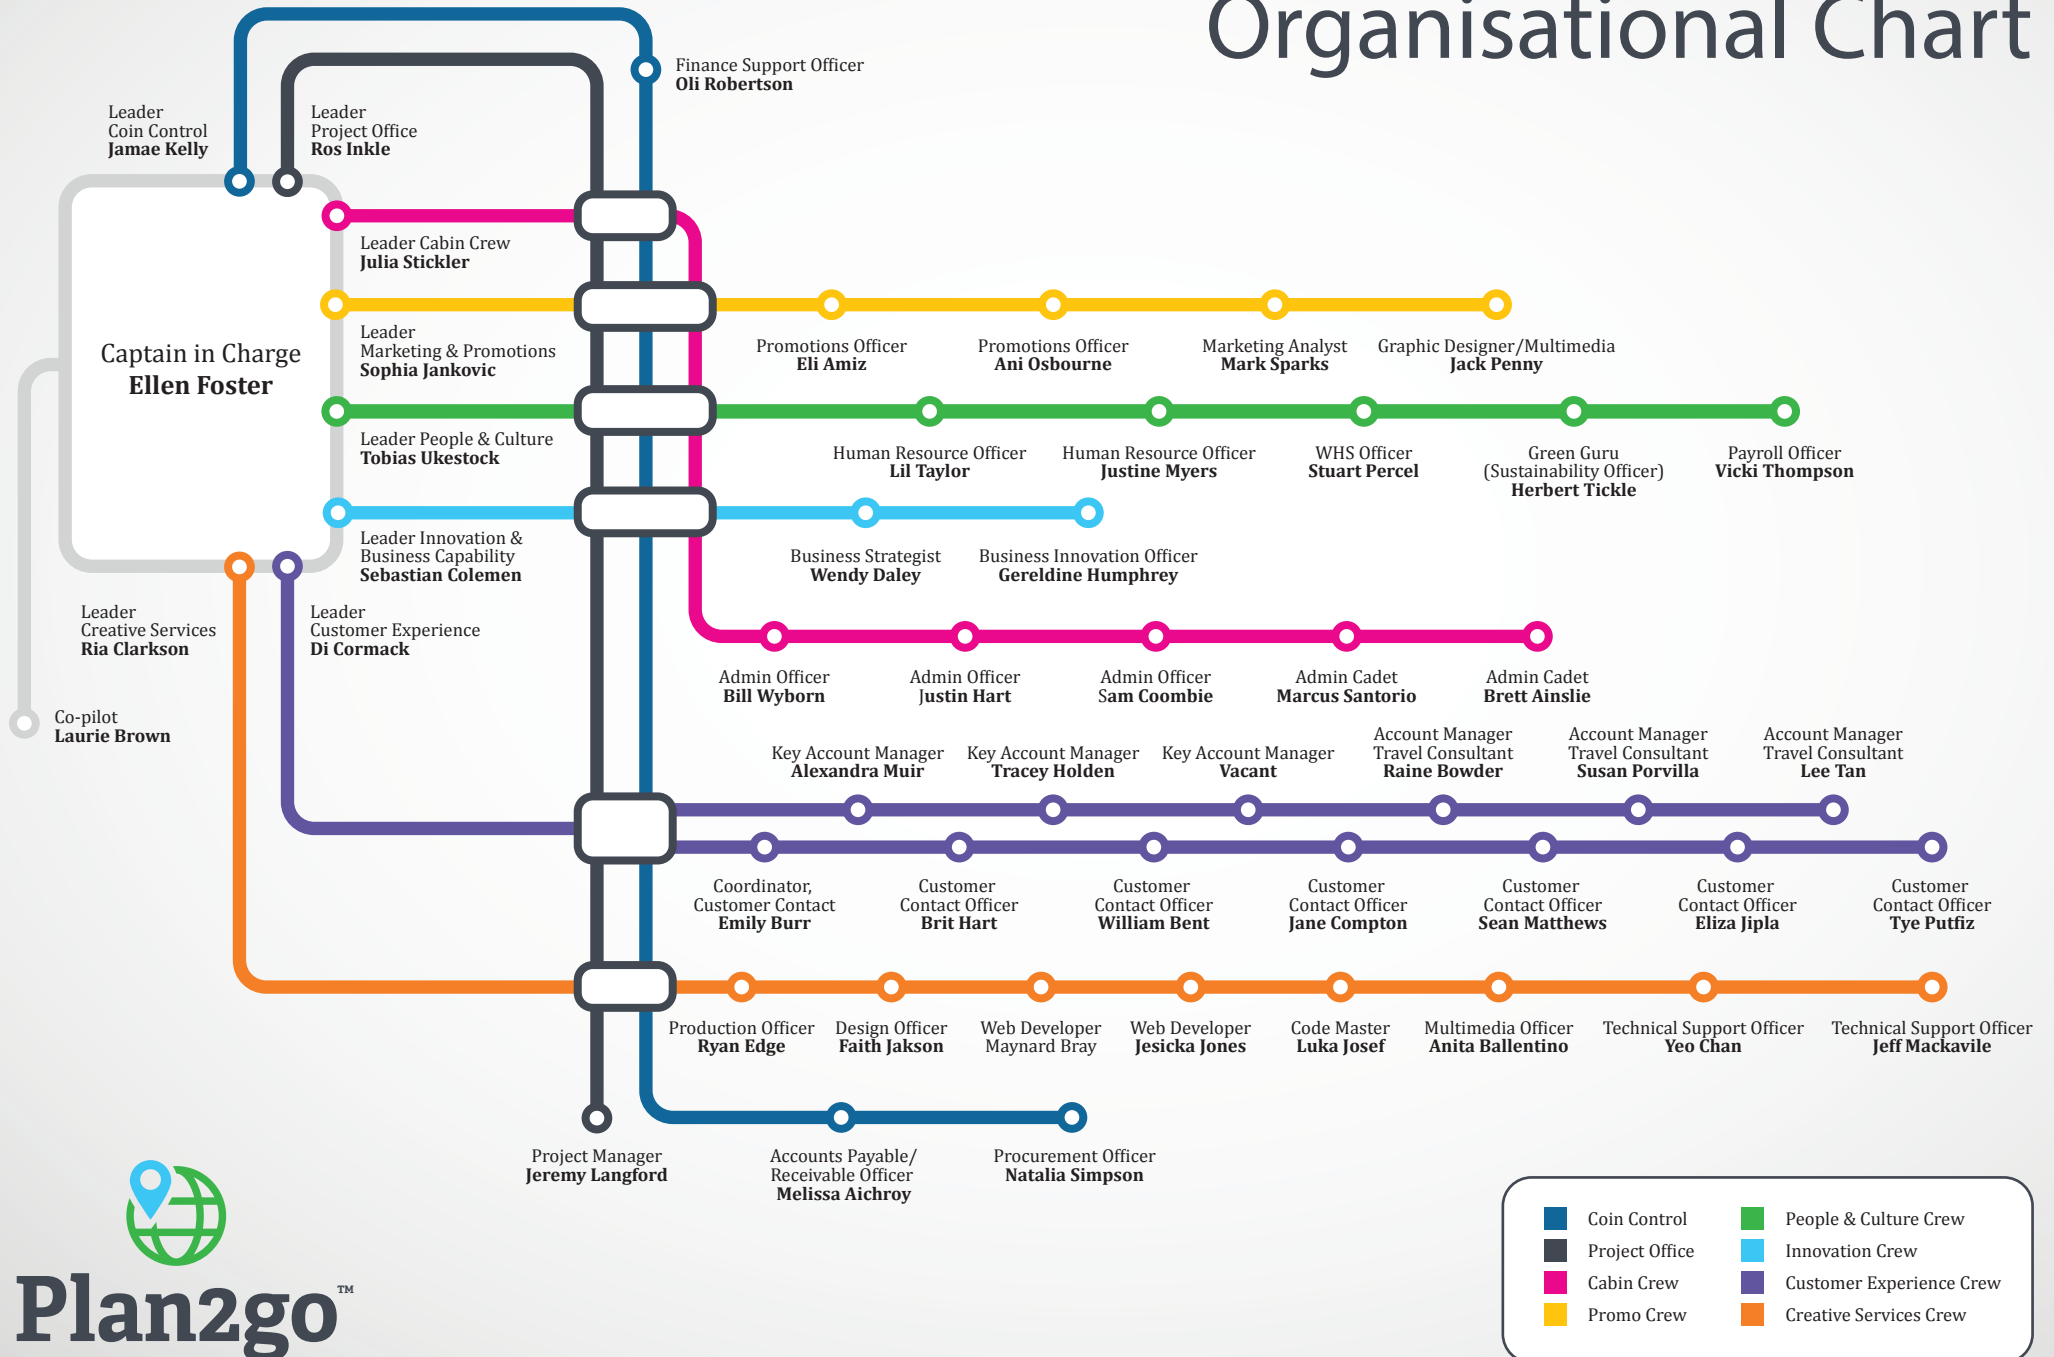 Organisational Chart
Finance Support Officer
Oli Robertson
Leader
Coin Control
Jamae Kelly
Leader
Project Office
Ros Inkle
Leader Cabin Crew
Julia Stickler
Captain in Charge
Ellen Foster
Leader
Marketing & Promotions
Sophia Jankovic
Promotions Officer
Eli Amiz
Promotions Officer
Ani Osbourne
Marketing Analyst
Mark Sparks
Graphic Designer/Multimedia
Jack Penny
Leader People & Culture
Tobias Ukestock
Human Resource Officer
Lil Taylor
Human Resource Officer
Justine Myers
WHS Officer
Stuart Percel
Green Guru
(Sustainability Officer)
Herbert Tickle
Payroll Officer
Vicki Thompson
Leader Innovation &
Business Capability
Sebastian Colemen
Business Strategist
Wendy Daley
Business Innovation Officer
Gereldine Humphrey
Leader
Creative Services
Ria Clarkson
Leader
Customer Experience
Di Cormack
Co-pilot
Laurie Brown
Admin Officer
Bill Wyborn
Admin Officer
Justin Hart
Admin Officer
Sam Coombie
Admin Cadet
Marcus Santorio
Admin Cadet
Brett Ainslie
Key Account Manager
Alexandra Muir
Key Account Manager
Tracey Holden
Key Account Manager
Vacant
Account Manager
Travel Consultant
Raine Bowder
Account Manager
Travel Consultant
Susan Porvilla
Account Manager
Travel Consultant
Lee Tan
Coordinator,
Customer Contact
Emily Burr
Customer
Contact Officer
Brit Hart
Customer
Contact Officer
William Bent
Customer
Contact Officer
Jane Compton
Customer
Contact Officer
Sean Matthews
Customer
Contact Officer
Eliza Jipla
Customer
Contact Officer
Tye Putfiz
Production Officer
Ryan Edge
Design Officer
Faith Jakson
Web Developer
Maynard Bray
Web Developer
Jesicka Jones
Code Master
Luka Josef
Multimedia Officer
Anita Ballentino
Technical Support Officer
Yeo Chan
Technical Support Officer
Jeff Mackavile
Project Manager
Jeremy Langford
Accounts Payable/
Receivable Officer
Melissa Aichroy
Procurement Officer
Natalia Simpson
Plan2go™
Coin Control
Project Office
Cabin Crew
Promo Crew
People & Culture Crew
Innovation Crew
Customer Experience Crew
Creative Services Crew